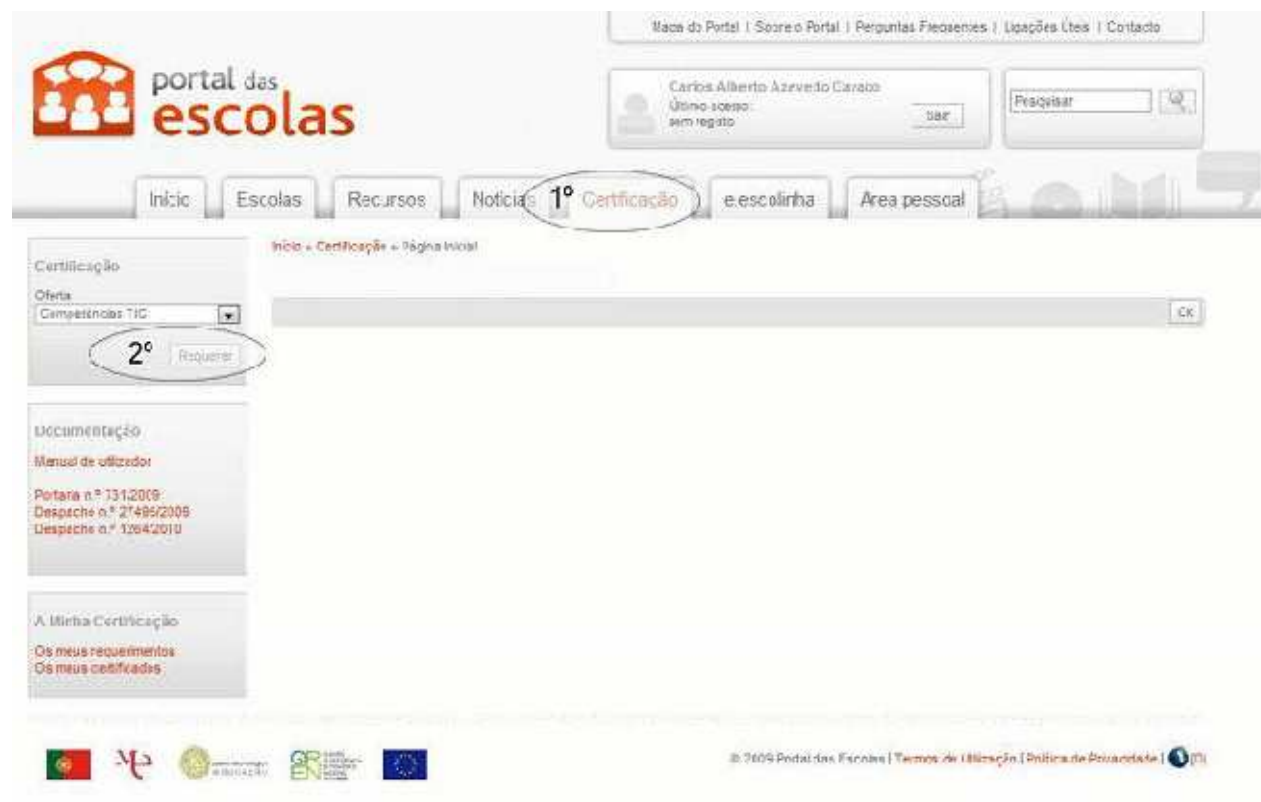 Mapa do Portal | Sobre o Portal | Perguntas Frequentes | Ligações Úteis | Contacto
portal das
escolas
Carlos Alberto Azevedo
Último acesso:
sem registo
sair
Pesquisar
Início Escolas Recursos Notícias 1º Certificação e.escolinha Área pessoal
Início » Certificação » Página Inicial
Certificação
Oferta
Competências TIC
OK
2º Requerer
Documentação
Manual de utilizador
Portaria n.º 731/2009
Despacho n.º
Despacho n.º 1264/2010
A Minha Certificação
Os meus requerimentos
Os meus certificados
© 2009 Portal das Escolas | Termos de Utilização | Política de Privacidade |